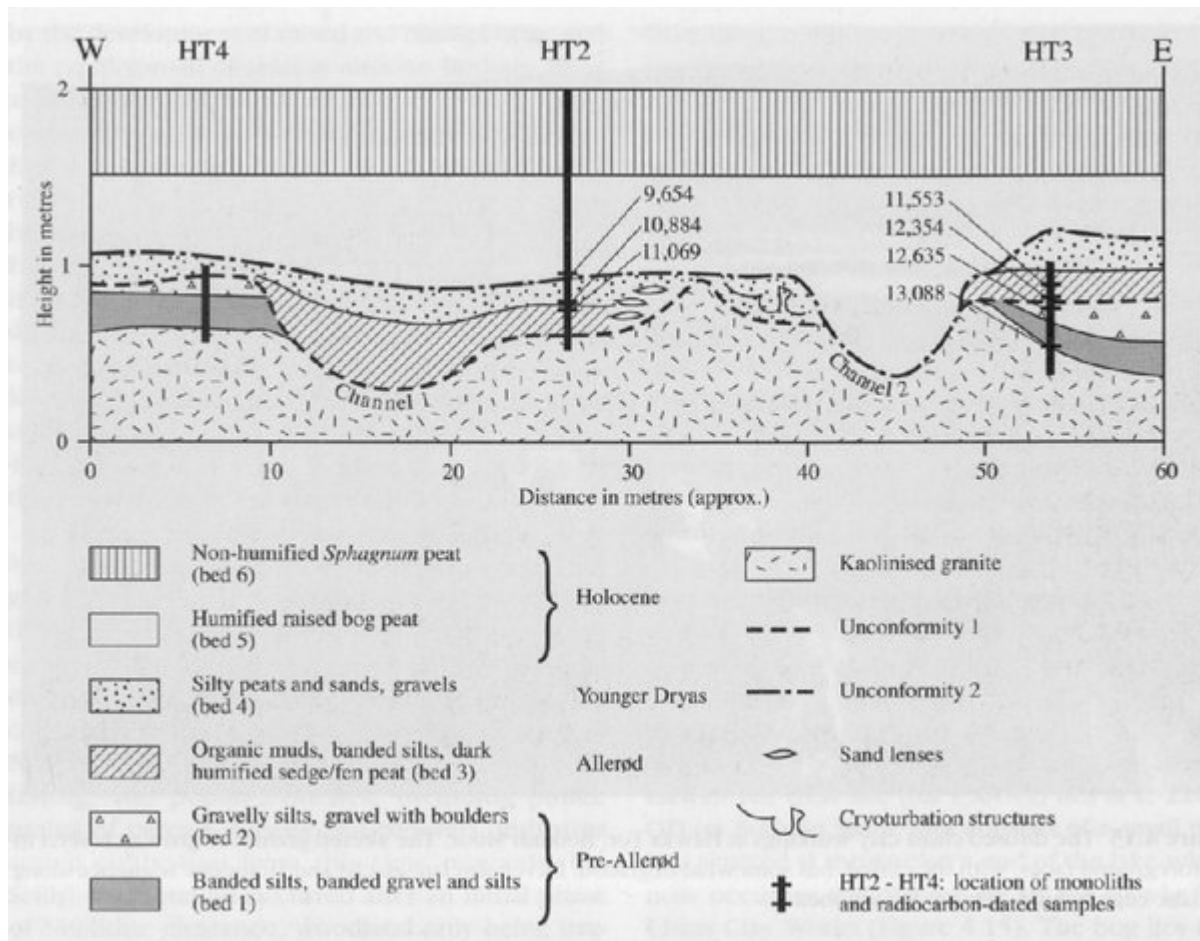 W HT4 HT2 HT3 E
2
9,654
10,884
11,069
11,553
12,354
12,635
13,088
1
0
Height in metres
Channel 1
Channel 2
0 10 20 30 40 50 60
Distance in metres (approx.)
Non-humified Sphagnum peat
(bed 6)
Humified raised bog peat
(bed 5)
Holocene
Silty peats and sands, gravels
(bed 4)
Younger Dryas
Organic muds, banded silts, dark
humified sedge/fen peat (bed 3)
Allerød
Gravelly silts, gravel with boulders
(bed 2)
Banded silts, banded gravel and silts
(bed 1)
Pre-Allerød
Kaolinised granite
Unconformity 1
Unconformity 2
Sand lenses
Cryoturbation structures
HT2 - HT4: location of monoliths
and radiocarbon-dated samples